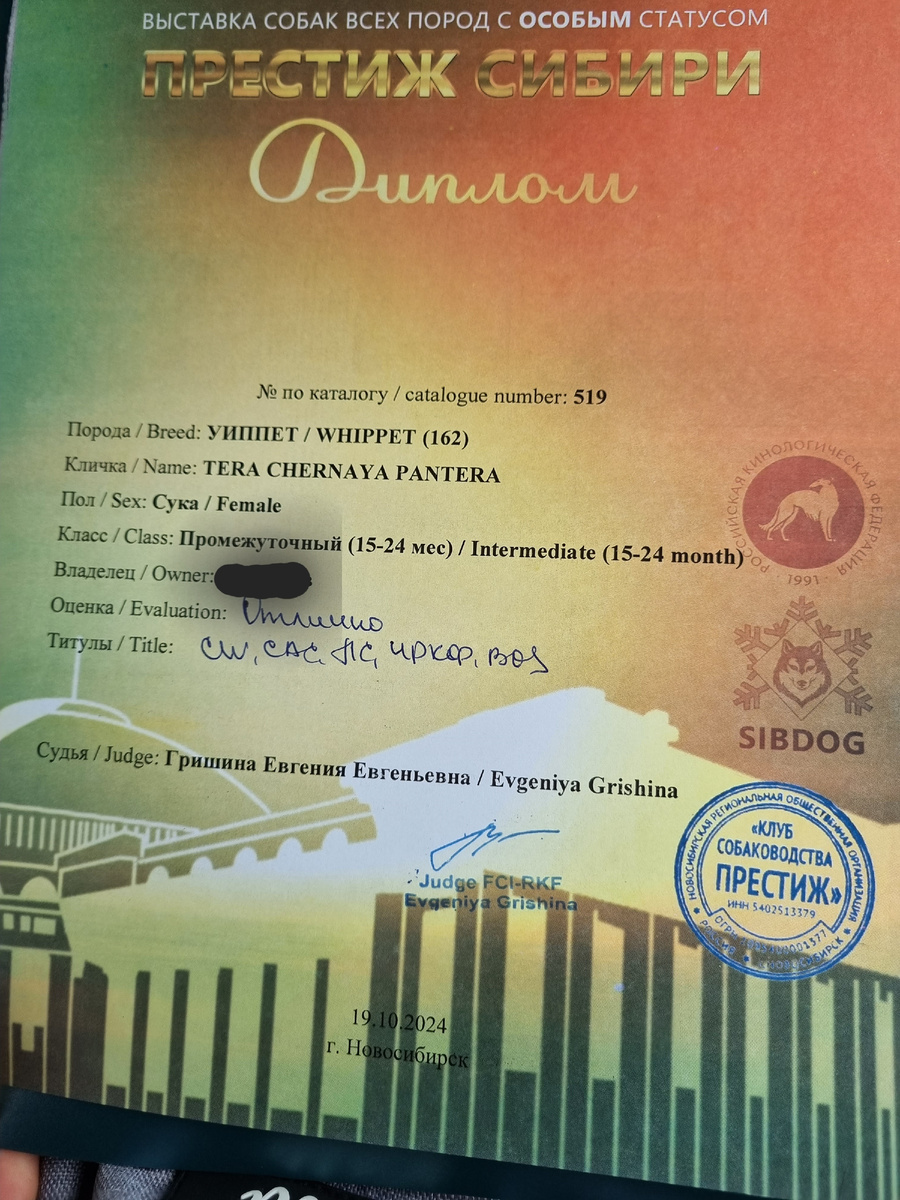 ВЫСТАВКА СОБАК ВСЕХ ПОРОД С ОСОБЫМ СТАТУСОМ
ПРЕСТИЖ СИБИРИ
Диплом
№ по каталогу / catalogue number: 519
Порода / Breed: УИППЕТ / WHIPPET (162)
Кличка / Name: TERA CHERNAYA PANTERA
Пол / Sex: Сука / Female
Класс / Class: Промежуточный (15-24 мес) / Intermediate (15-24 month)
Владелец / Owner:
Оценка / Evaluation: Отлично
Титулы / Title: CW, CAC, ЛС, ЧРКФ, BOS
РОССИЙСКАЯ КИНОЛОГИЧЕСКАЯ ФЕДЕРАЦИЯ
· 1991 ·
SIBDOG
Судья / Judge: Гришина Евгения Евгеньевна / Evgeniya Grishina
Judge FCI-RKF
Evgeniya Grishina
НОВОСИБИРСКАЯ РЕГИОНАЛЬНАЯ ОБЩЕСТВЕННАЯ ОРГАНИЗАЦИЯ
«КЛУБ
СОБАКОВОДСТВА
ПРЕСТИЖ»
ИНН 5402513379
ОГРН
РОССИЯ * г.НОВОСИБИРСК
19.10.2024
г. Новосибирск